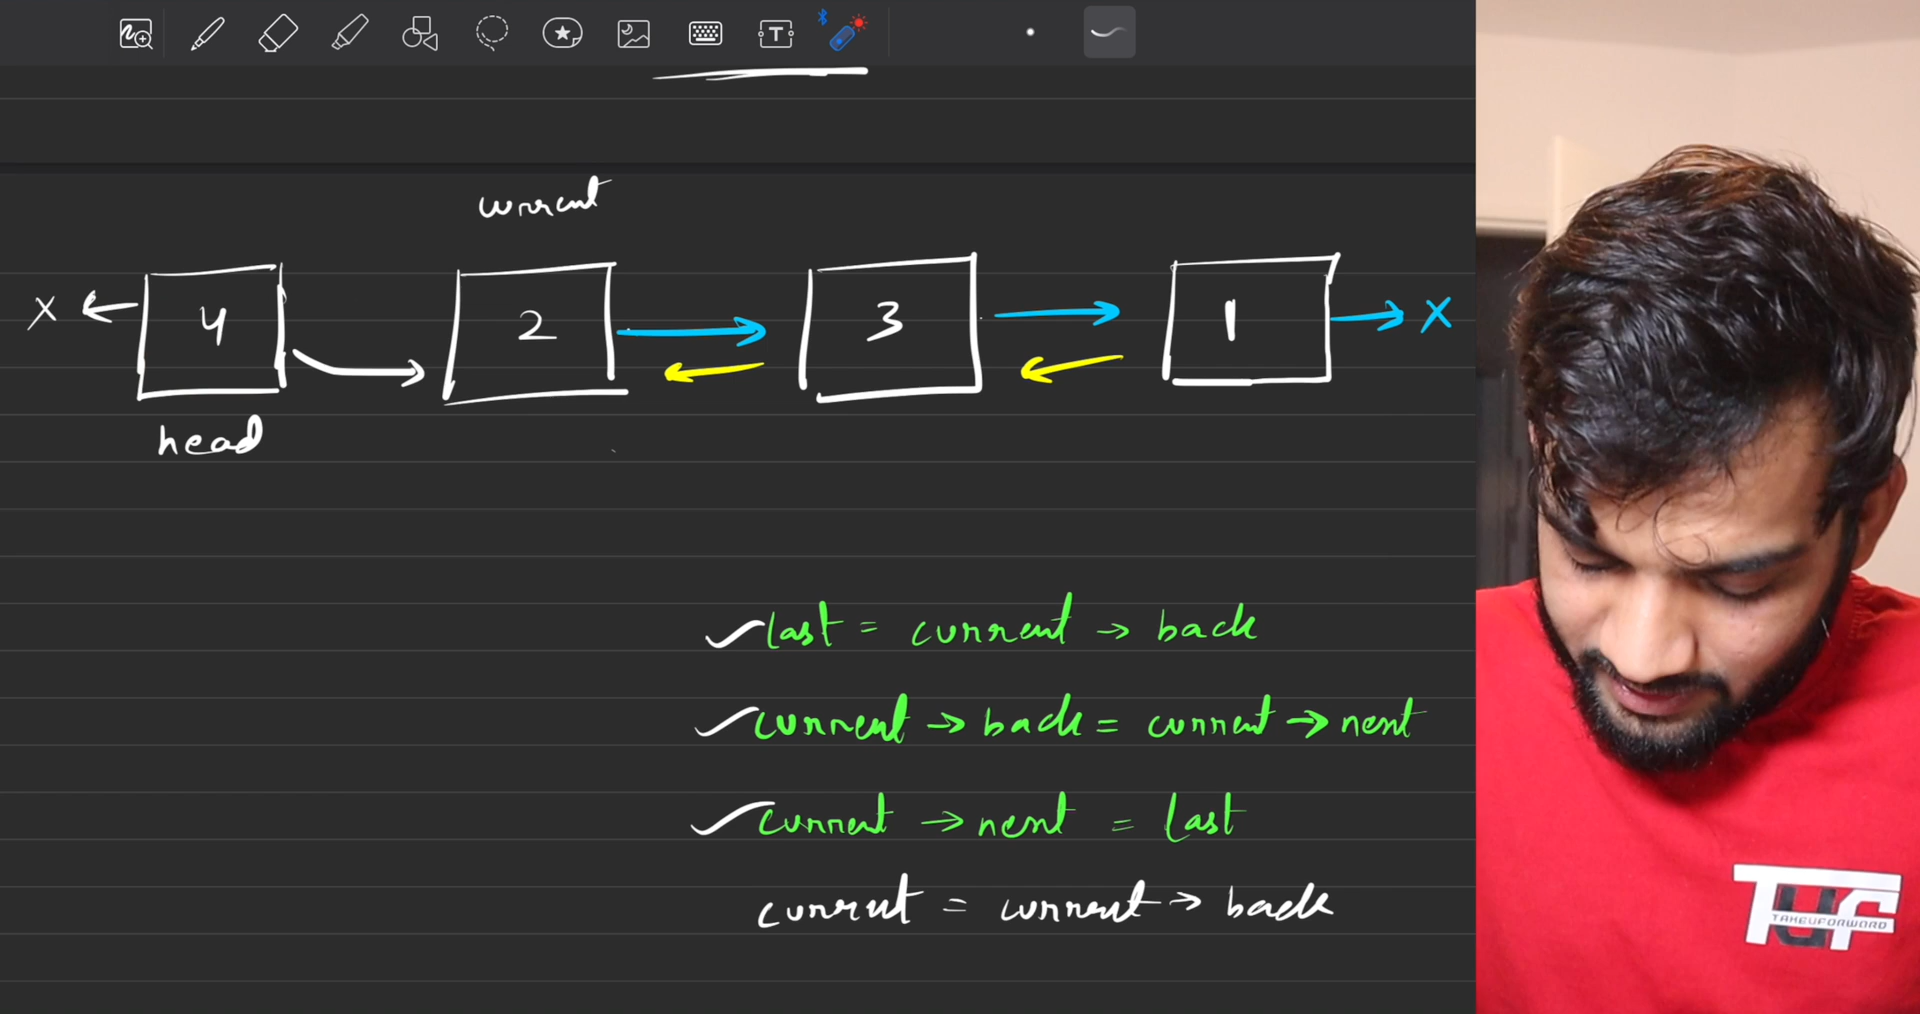 current
X ← 4 → 2 → ← 3 → ← 1 → X
head
✓ last = current → back
✓ current → back = current → next
✓ current → next = last
current = current → back
TUF
TAKEUFORWARD
T